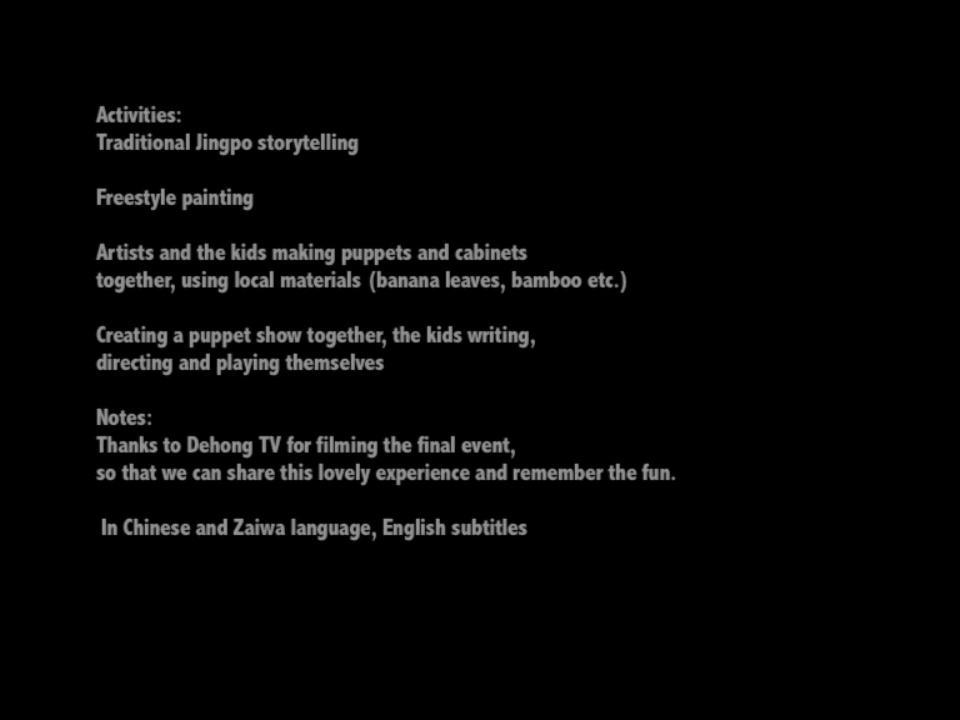 Activities:
Traditional Jingpo storytelling
Freestyle painting
Artists and the kids making puppets and cabinets
together, using local materials (banana leaves, bamboo etc.)
Creating a puppet show together, the kids writing,
directing and playing themselves
Notes:
Thanks to Dehong TV for filming the final event,
so that we can share this lovely experience and remember the fun.
In Chinese and Zaiwa language, English subtitles